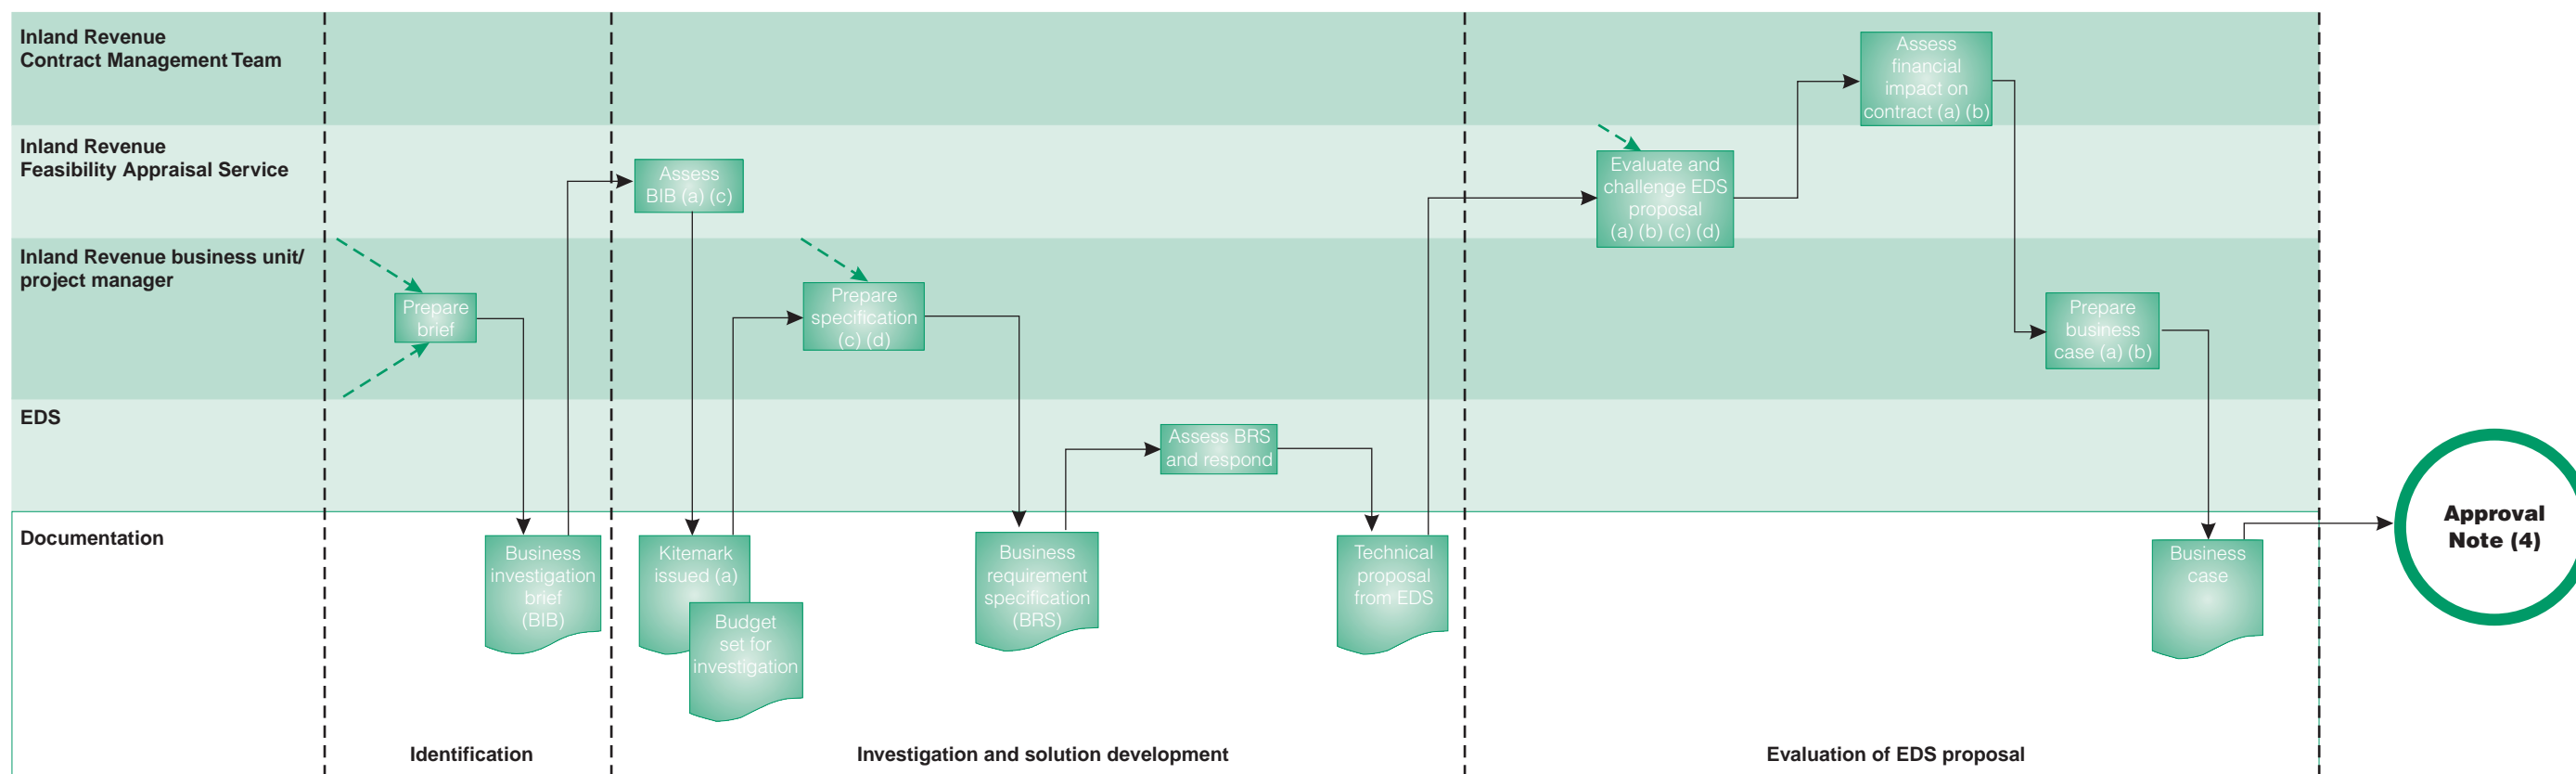 Inland Revenue
Contract Management Team
Assess
financial
impact on
contract (a) (b)
Inland Revenue
Feasibility Appraisal Service
Assess
BIB (a) (c)
Evaluate and
challenge EDS
proposal
(a) (b) (c) (d)
Inland Revenue business unit/
project manager
Prepare
brief
Prepare
specification
(c) (d)
Prepare
business
case (a) (b)
EDS
Assess BRS
and respond
Documentation
Business
investigation
brief
(BIB)
Kitemark
issued (a)
Budget
set for
investigation
Business
requirement
specification
(BRS)
Technical
proposal
from EDS
Business
case
Approval
Note (4)
Identification
Investigation and solution development
Evaluation of EDS proposal